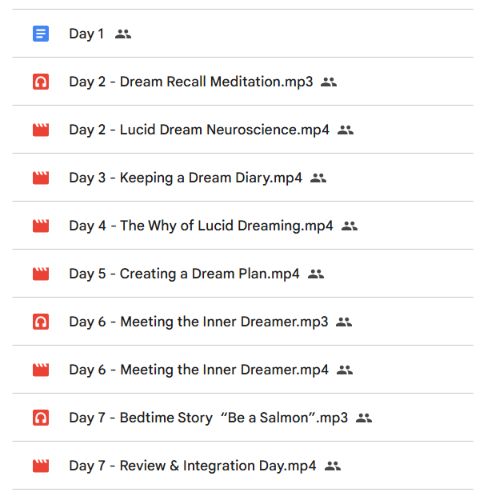 Day 1
Day 2 - Dream Recall Meditation.mp3
Day 2 - Lucid Dream Neuroscience.mp4
Day 3 - Keeping a Dream Diary.mp4
Day 4 - The Why of Lucid Dreaming.mp4
Day 5 - Creating a Dream Plan.mp4
Day 6 - Meeting the Inner Dreamer.mp3
Day 6 - Meeting the Inner Dreamer.mp4
Day 7 - Bedtime Story  “Be a Salmon”.mp3
Day 7 - Review & Integration Day.mp4